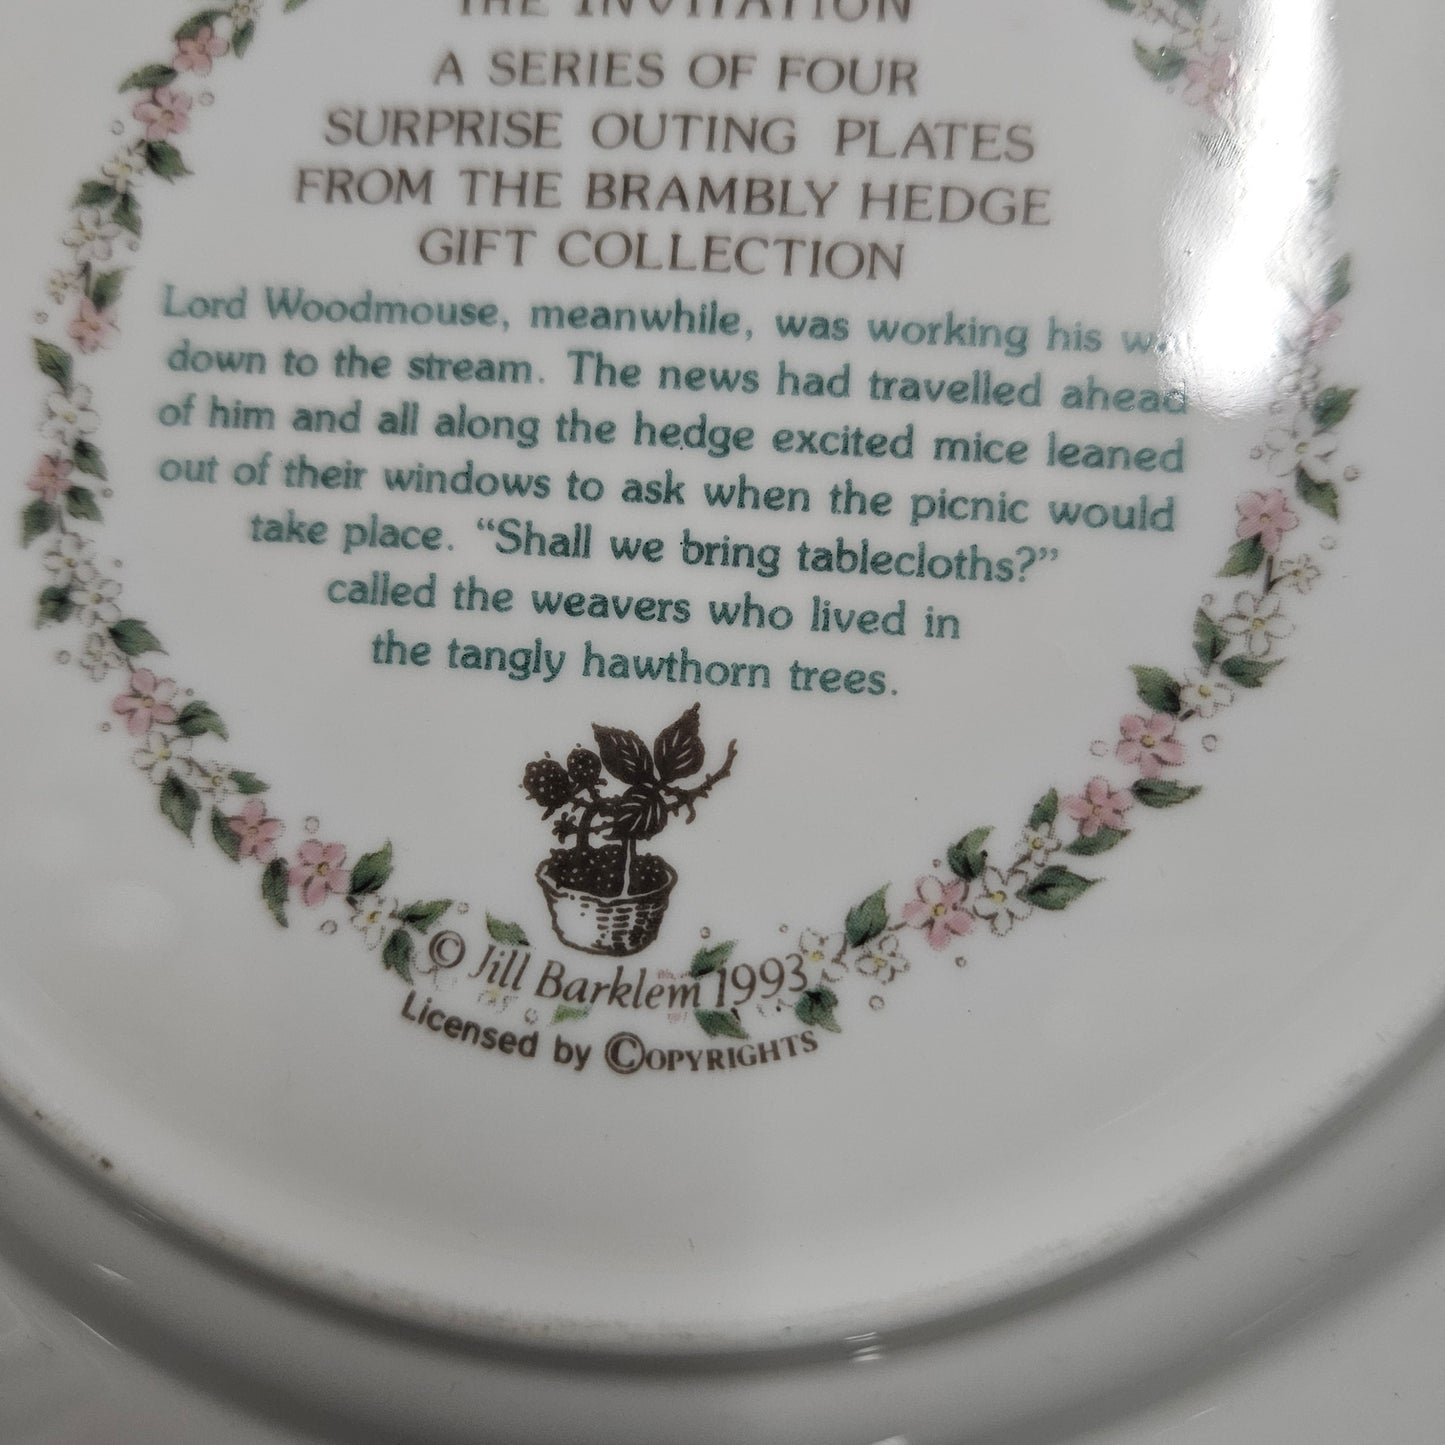 THE INVITATION
A SERIES OF FOUR
SURPRISE OUTING PLATES
FROM THE BRAMBLY HEDGE
GIFT COLLECTION
Lord Woodmouse, meanwhile, was working his
down to the stream. The news had travelled ahead
of him and all along the hedge excited mice leaned
out of their windows to ask when the picnic would
take place. “Shall we bring tablecloths?”
called the weavers who lived in
the tangly hawthorn trees.
© Jill Barklem 1993
Licensed by ©OPYRIGHTS